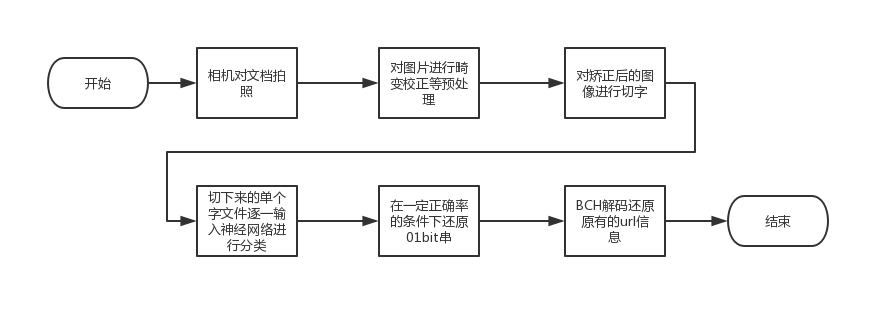 开始
相机对文档拍
照
对图片进行畸
变校正等预处
理
对矫正后的图
像进行切字
切下来的单个
字文件逐一输
入神经网络进
行分类
在一定正确率
的条件下还原
01bit串
BCH解码还原
原有的url信
息
结束